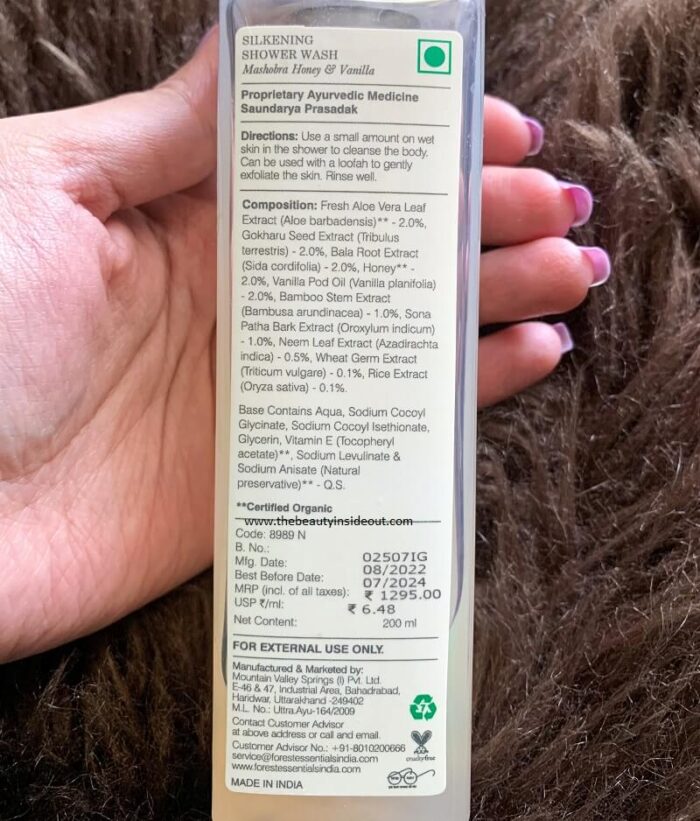 SILKENING
SHOWER WASH
Mashobra Honey & Vanilla
Proprietary Ayurvedic Medicine
Saundarya Prasadak
Directions: Use a small amount on wet
skin in the shower to cleanse the body.
Can be used with a loofah to gently
exfoliate the skin. Rinse well.
Composition: Fresh Aloe Vera Leaf
Extract (Aloe barbadensis)** - 2.0%,
Gokharu Seed Extract (Tribulus
terrestris) - 2.0%, Bala Root Extract
(Sida cordifolia) - 2.0%, Honey** -
2.0%, Vanilla Pod Oil (Vanilla planifolia)
- 2.0%, Bamboo Stem Extract
(Bambusa arundinacea) - 1.0%, Sona
Patha Bark Extract (Oroxylum indicum)
- 1.0%, Neem Leaf Extract (Azadirachta
indica) - 0.5%, Wheat Germ Extract
(Triticum vulgare) - 0.1%, Rice Extract
(Oryza sativa) - 0.1%.
Base Contains Aqua, Sodium Cocoyl
Glycinate, Sodium Cocoyl Isethionate,
Glycerin, Vitamin E (Tocopheryl
acetate)**, Sodium Levulinate &
Sodium Anisate (Natural
preservative)** - Q.S.
**Certified Organic
www.thebeautyinsideout.com
Code: 8989 N
B. No.: 02507IG
Mfg. Date: 08/2022
Best Before Date: 07/2024
MRP (incl. of all taxes): ₹ 1295.00
USP ₹/ml: ₹ 6.48
Net Content: 200 ml
FOR EXTERNAL USE ONLY.
Manufactured & Marketed by:
Mountain Valley Springs (I) Pvt. Ltd.
E-46 & 47, Industrial Area, Bahadrabad,
Haridwar, Uttarakhand -249402
M.L. No.: Uttra.Ayu-164/2009
Contact Customer Advisor
at above address or call and email.
Customer Advisor No.: +91-8010200666
service@forestessentialsindia.com
www.forestessentialsindia.com
MADE IN INDIA
crueltyfree